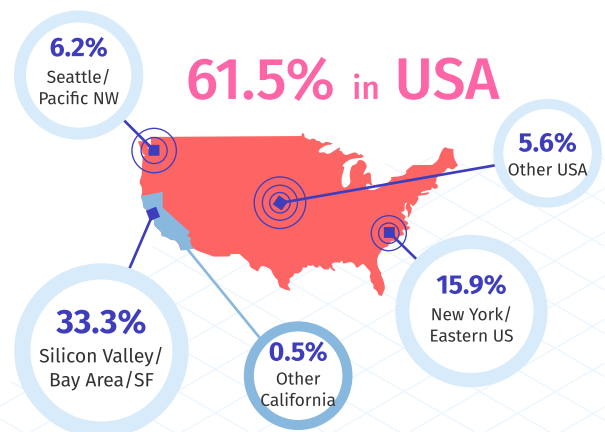 61.5% in USA
6.2%
Seattle/
Pacific NW
5.6%
Other USA
33.3%
Silicon Valley/
Bay Area/SF
0.5%
Other
California
15.9%
New York/
Eastern US